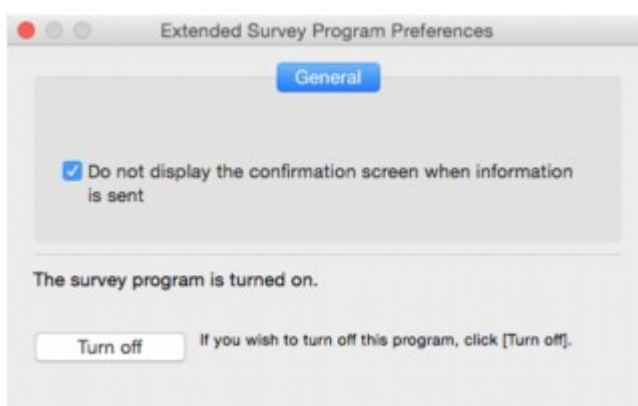 Extended Survey Program Preferences
General
Do not display the confirmation screen when information
is sent
The survey program is turned on.
Turn off
If you wish to turn off this program, click [Turn off].